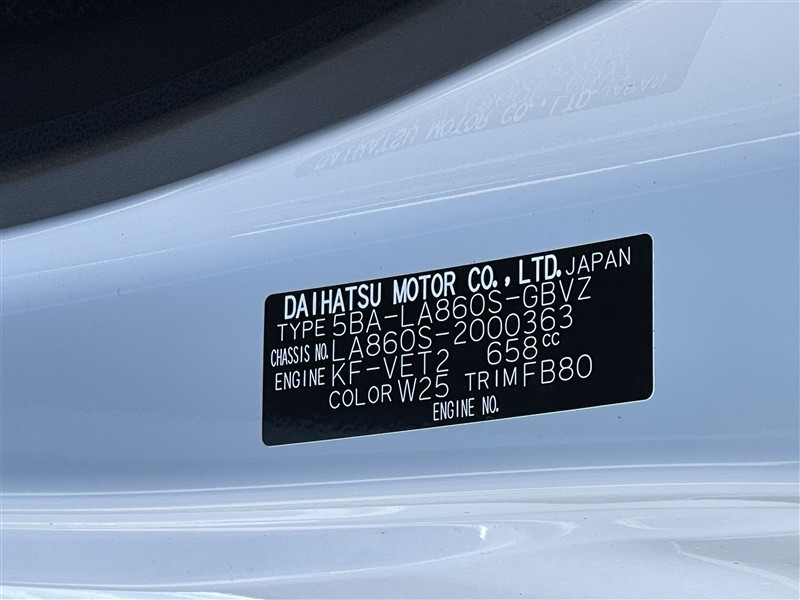 DAIHATSU MOTOR CO., LTD. JAPAN
TYPE 5BA-LA860S-GBVZ
CHASSIS NO. LA860S-2000363
ENGINE KF-VET2 658cc
COLOR W25 TRIM FB80
ENGINE NO.